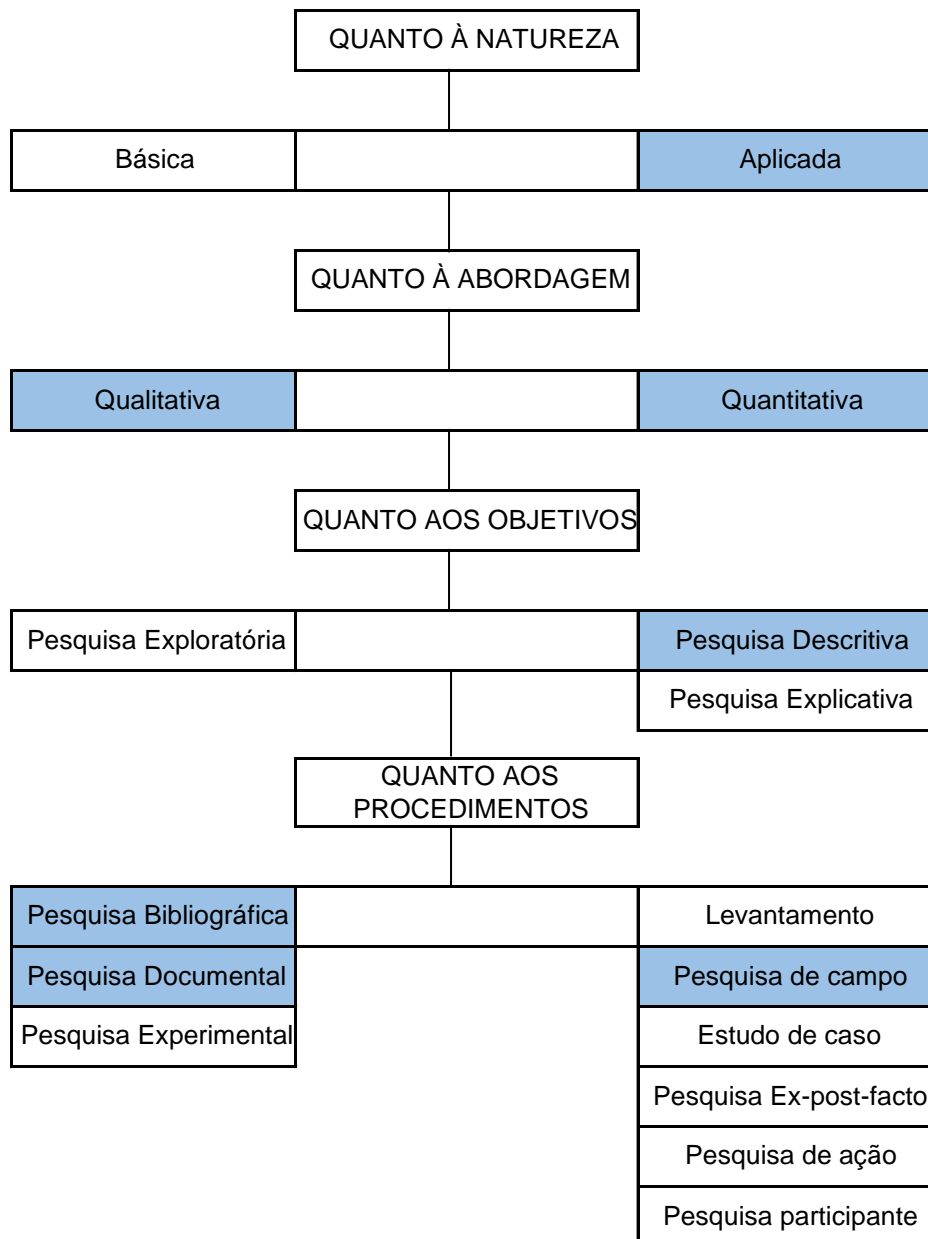 QUANTO À NATUREZA
Básica
Aplicada
QUANTO À ABORDAGEM
Qualitativa
Quantitativa
QUANTO AOS OBJETIVOS
Pesquisa Exploratória
Pesquisa Descritiva
Pesquisa Explicativa
QUANTO AOS
PROCEDIMENTOS
Pesquisa Bibliográfica
Levantamento
Pesquisa Documental
Pesquisa de campo
Pesquisa Experimental
Estudo de caso
Pesquisa Ex-post-facto
Pesquisa de ação
Pesquisa participante